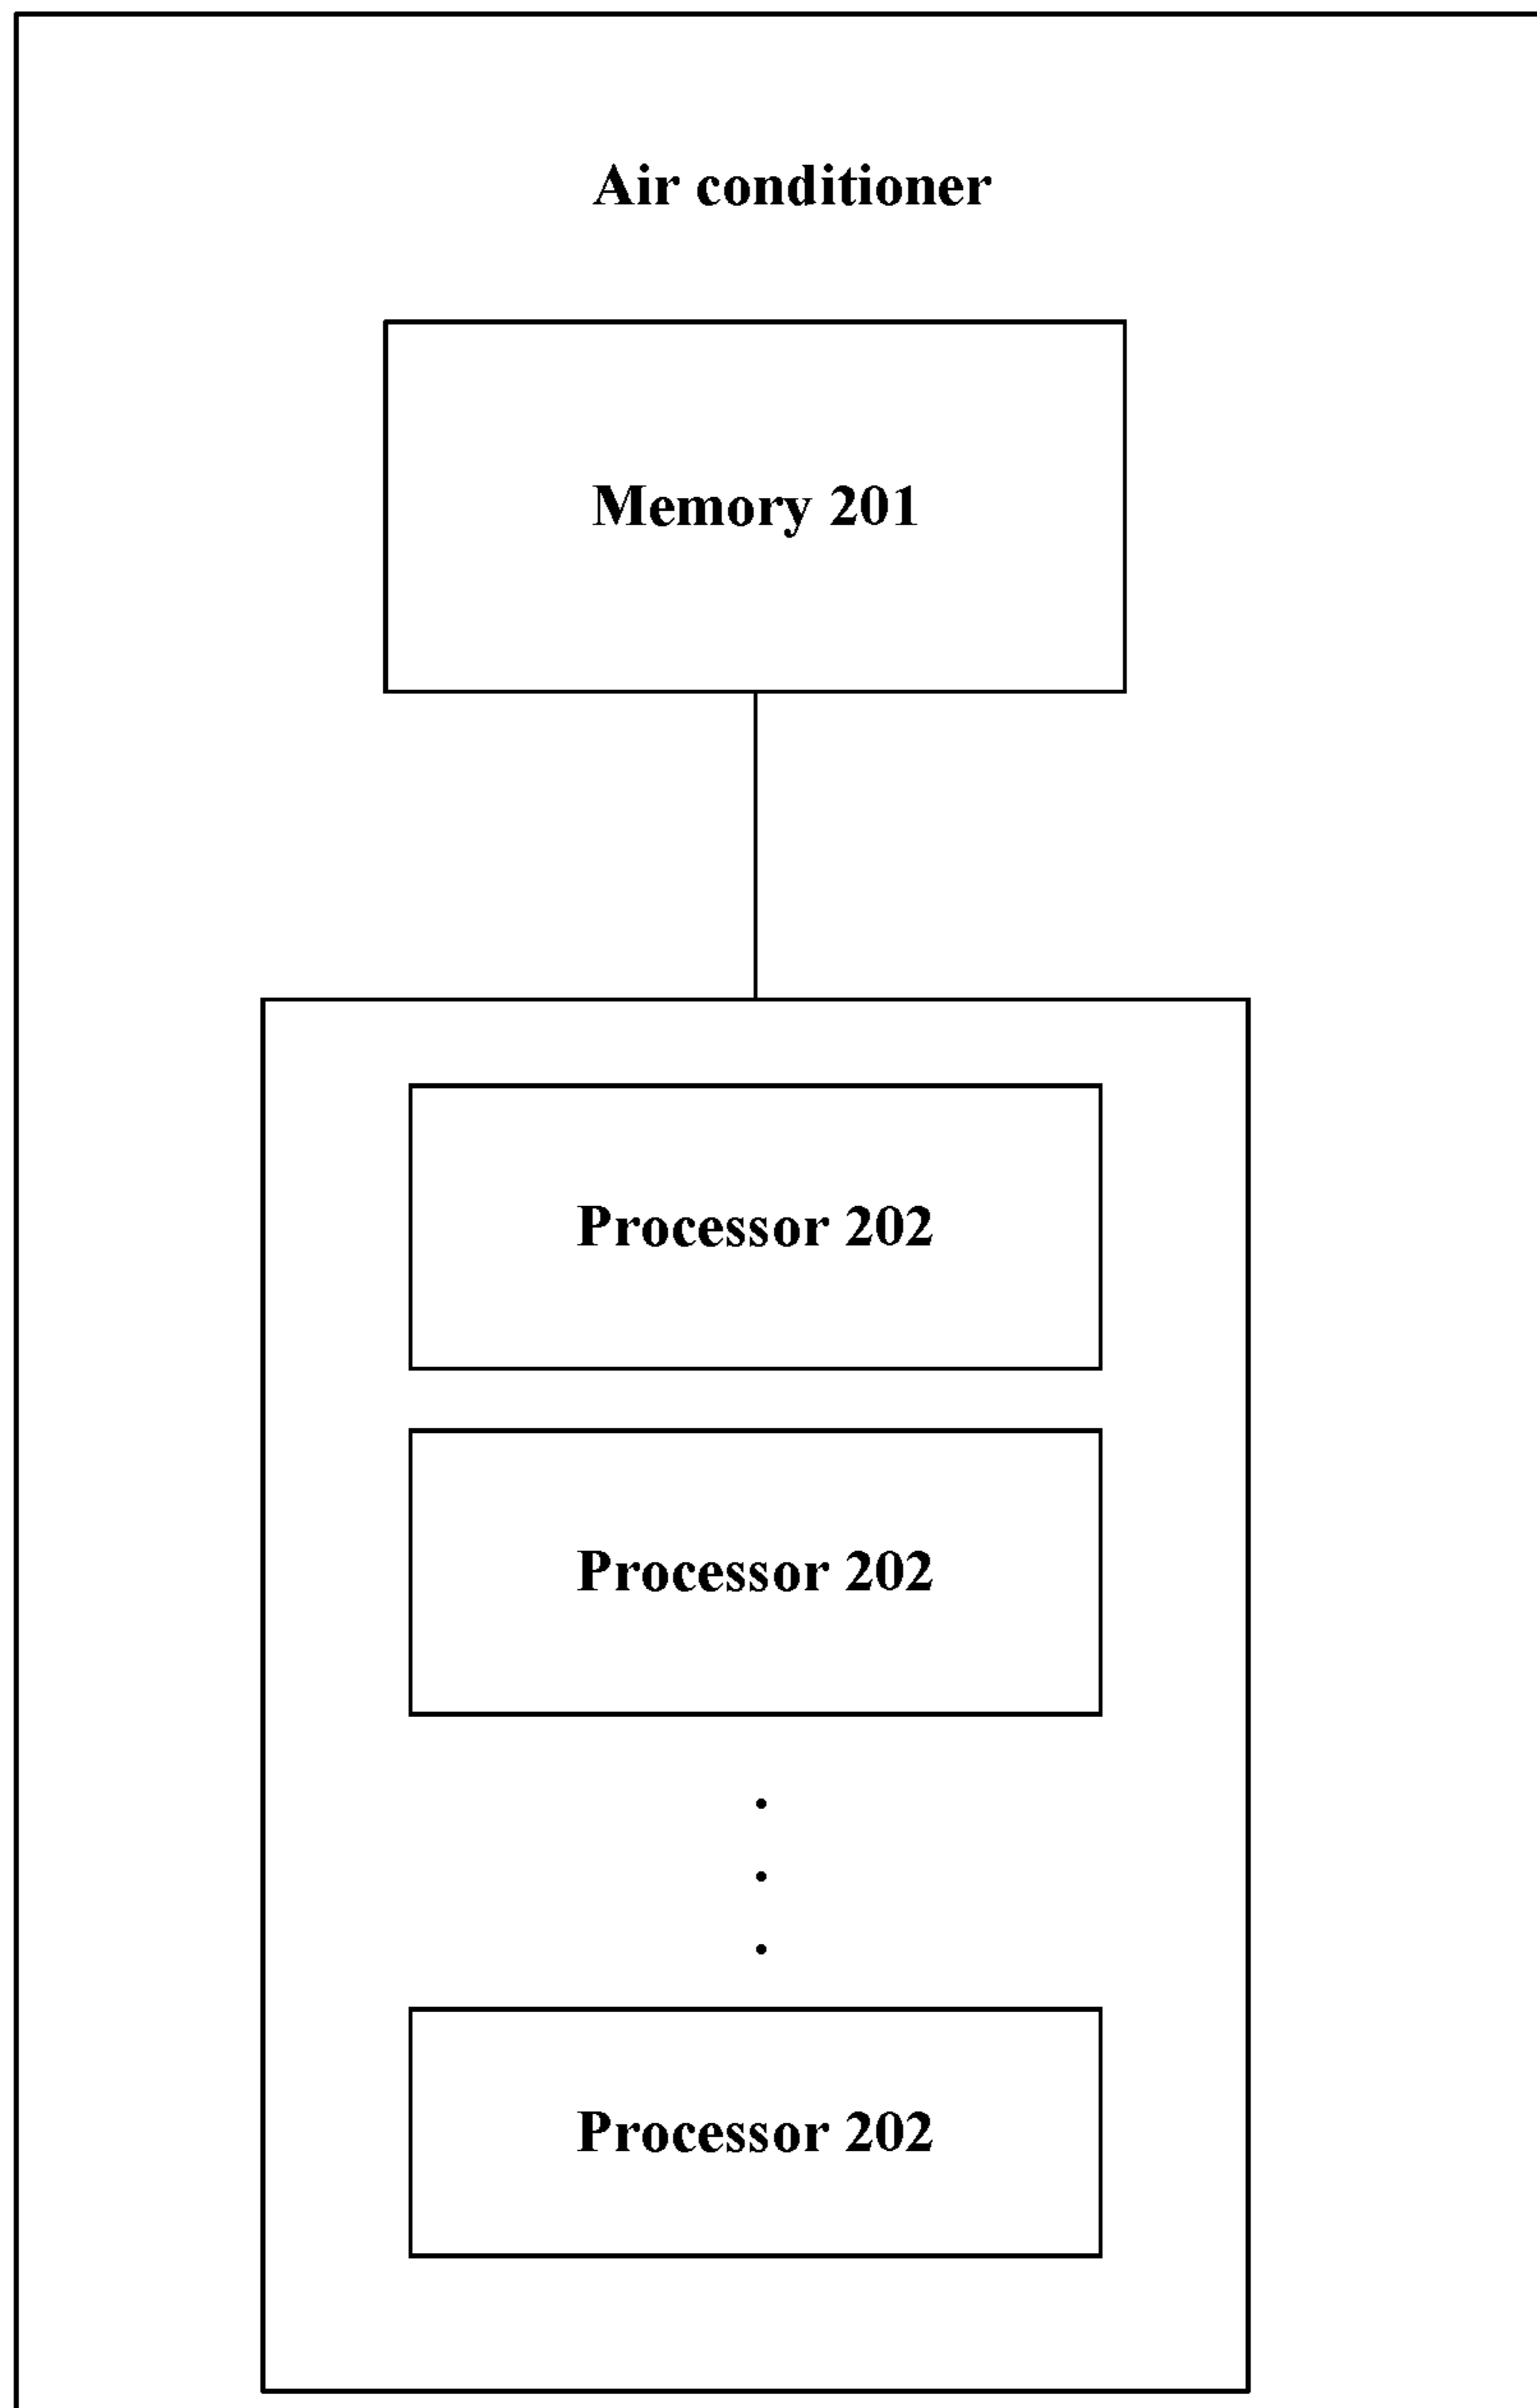 Air conditioner
Memory 201
Processor 202
Processor 202
.
.
.
Processor 202